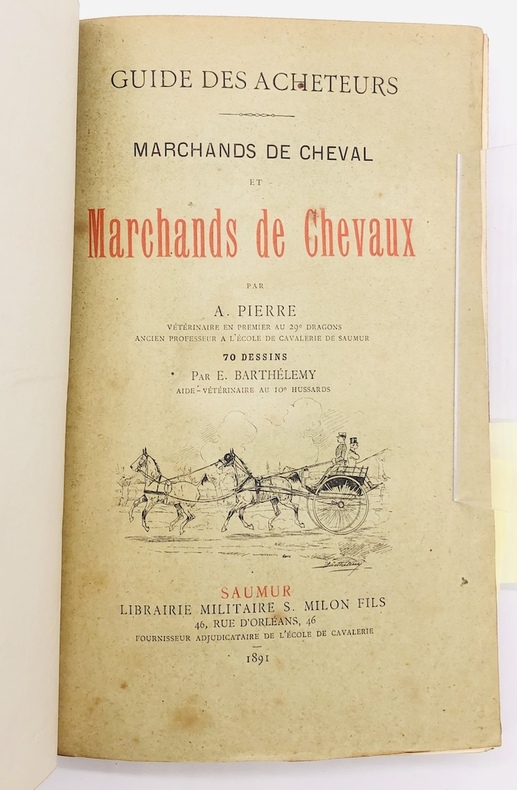 GUIDE DES ACHETEURS
MARCHANDS DE CHEVAL
ET
Marchands de Chevaux
PAR
A. PIERRE
VÉTÉRINAIRE EN PREMIER AU 29e DRAGONS
ANCIEN PROFESSEUR A L'ÉCOLE DE CAVALERIE DE SAUMUR
70 DESSINS
PAR E. BARTHÉLEMY
AIDE-VÉTÉRINAIRE AU 10e HUSSARDS
Barthélemy
SAUMUR
LIBRAIRIE MILITAIRE S. MILON FILS
46, RUE D'ORLÉANS, 46
FOURNISSEUR ADJUDICATAIRE DE L'ÉCOLE DE CAVALERIE
1891